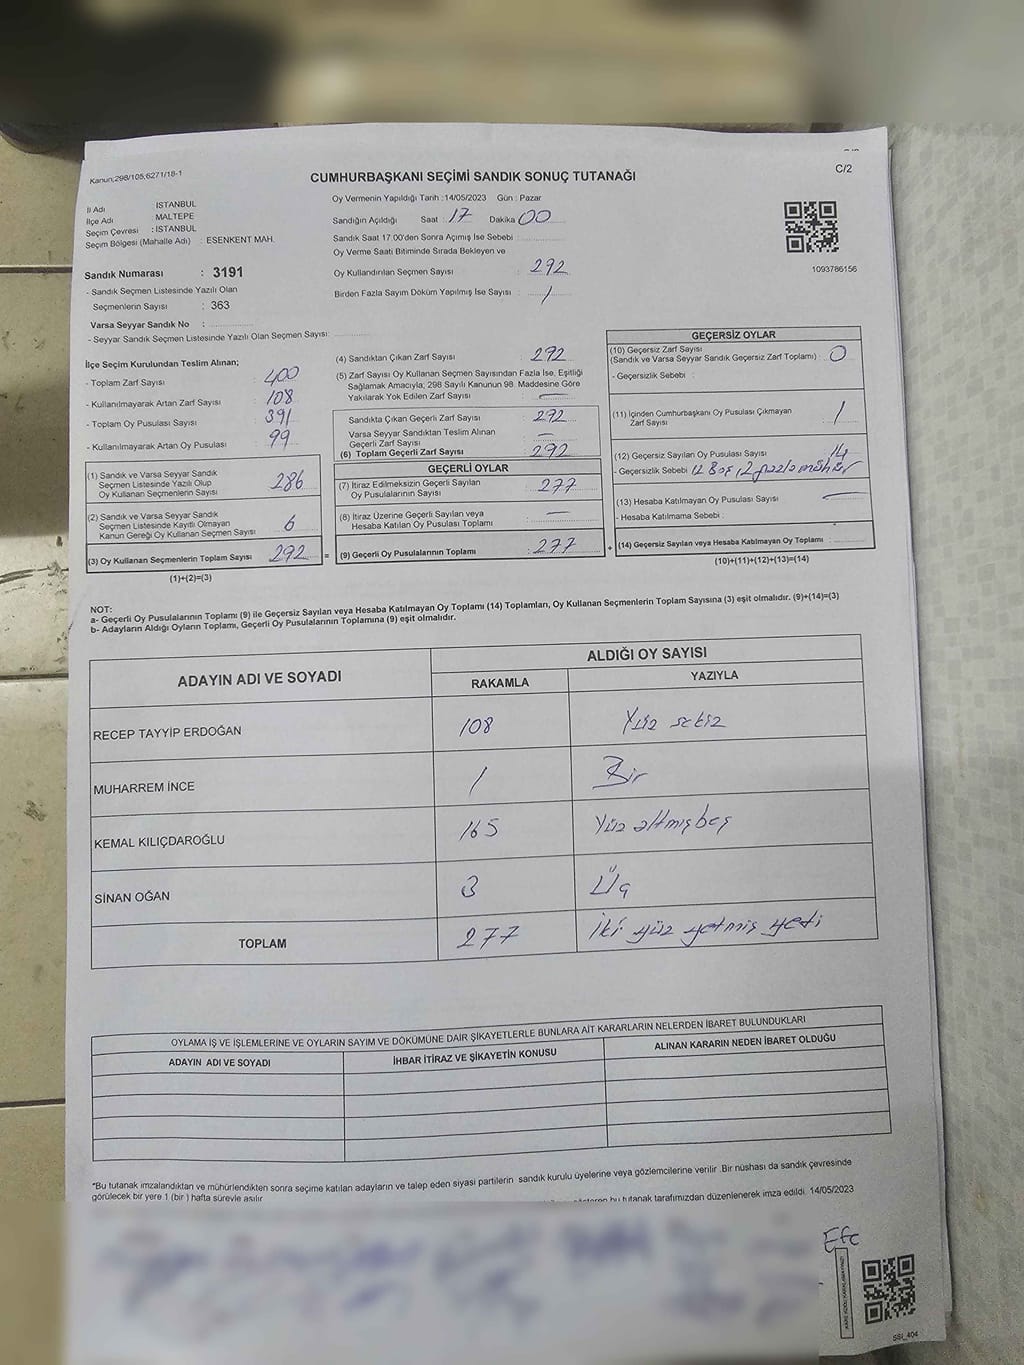 Kanun;298/105;6271/18-1
CUMHURBAŞKANI SEÇİMİ SANDIK SONUÇ TUTANAĞI
C/2
İl Adı : İSTANBUL
İlçe Adı : MALTEPE
Seçim Çevresi : İSTANBUL
Seçim Bölgesi (Mahalle Adı) : ESENKENT MAH.
Oy Vermenin Yapıldığı Tarih :14/05/2023 Gün : Pazar
Sandığın Açıldığı Saat : 17 Dakika 00
Sandık Saat 17.00'den Sonra Açımış İse Sebebi :
Oy Verme Saati Bitiminde Sırada Bekleyen ve
Oy Kullandırılan Seçmen Sayısı : 292
Birden Fazla Sayım Döküm Yapılmış İse Sayısı : /
1093786156
Sandık Numarası : 3191
- Sandık Seçmen Listesinde Yazılı Olan
Seçmenlerin Sayısı : 363
Varsa Seyyar Sandık No :
- Seyyar Sandık Seçmen Listesinde Yazılı Olan Seçmen Sayısı:
İlçe Seçim Kurulundan Teslim Alınan;
- Toplam Zarf Sayısı : 400
- Kullanılmayarak Artan Zarf Sayısı : 108
- Toplam Oy Pusulası Sayısı : 391
- Kullanılmayarak Artan Oy Pusulası : 99
(1) Sandık ve Varsa Seyyar Sandık
Seçmen Listesinde Yazılı Olup
Oy Kullanan Seçmenlerin Sayısı : 286
(2) Sandık ve Varsa Seyyar Sandık
Seçmen Listesinde Kayıtlı Olmayan
Kanun Gereği Oy Kullanan Seçmen Sayısı : 6
(3) Oy Kullanan Seçmenlerin Toplam Sayısı : 292 =
(1)+(2)=(3)
(4) Sandıktan Çıkan Zarf Sayısı : 292
(5) Zarf Sayısı Oy Kullanan Seçmen Sayısından Fazla İse, Eşitliği
Sağlamak Amacıyla; 298 Sayılı Kanunun 98. Maddesine Göre
Yakılarak Yok Edilen Zarf Sayısı : —
Sandıkta Çıkan Geçerli Zarf Sayısı : 292
Varsa Seyyar Sandıktan Teslim Alınan
Geçerli Zarf Sayısı : —
(6) Toplam Geçerli Zarf Sayısı : 292
GEÇERLİ OYLAR
(7) İtiraz Edilmeksizin Geçerli Sayılan
Oy Pusulalarının Sayısı : 277
(8) İtiraz Üzerine Geçerli Sayılan veya
Hesaba Katılan Oy Pusulası Toplamı : —
(9) Geçerli Oy Pusulalarının Toplamı : 277 +
GEÇERSİZ OYLAR
(10) Geçersiz Zarf Sayısı
(Sandık ve Varsa Seyyar Sandık Geçersiz Zarf Toplamı) : 0
- Geçersizlik Sebebi :
(11) İçinden Cumhurbaşkanı Oy Pusulası Çıkmayan
Zarf Sayısı : 1
(12) Geçersiz Sayılan Oy Pusulası Sayısı : 14
- Geçersizlik Sebebi : 12 Boş, 2 fazla mühür
(13) Hesaba Katılmayan Oy Pusulası Sayısı : —
- Hesaba Katılmama Sebebi :
(14) Geçersiz Sayılan veya Hesaba Katılmayan Oy Toplamı :
(10)+(11)+(12)+(13)=(14)
NOT:
a- Geçerli Oy Pusulalarının Toplamı (9) ile Geçersiz Sayılan veya Hesaba Katılmayan Oy Toplamı (14) Toplamları, Oy Kullanan Seçmenlerin Toplam Sayısına (3) eşit olmalıdır. (9)+(14)=(3)
b- Adayların Aldığı Oyların Toplamı, Geçerli Oy Pusulalarının Toplamına (9) eşit olmalıdır.
ADAYIN ADI VE SOYADI
ALDIĞI OY SAYISI
RAKAMLA YAZIYLA
RECEP TAYYİP ERDOĞAN 108 Yüz sekiz
MUHARREM İNCE 1 Bir
KEMAL KILIÇDAROĞLU 165 Yüz altmışbeş
SİNAN OĞAN 3 Üç
TOPLAM 277 İki yüz yetmiş yedi
OYLAMA İŞ VE İŞLEMLERİNE VE OYLARIN SAYIM VE DÖKÜMÜNE DAİR ŞİKAYETLERLE BUNLARA AİT KARARLARIN NELERDEN İBARET BULUNDUKLARI
ADAYIN ADI VE SOYADI İHBAR İTİRAZ VE ŞİKAYETİN KONUSU ALINAN KARARIN NEDEN İBARET OLDUĞU
"Bu tutanak imzalandıktan ve mühürlendikten sonra seçime katılan adayların ve talep eden siyasi partilerin sandık kurulu üyelerine veya gözlemcilerine verilir .Bir nüshası da sandık çevresinde
görülecek bir yere 1 (bir ) hafta süreyle asılır
bu tutanak tarafımızdan düzenlenerek imza edildi. 14/05/2023
Efe
SSI_404